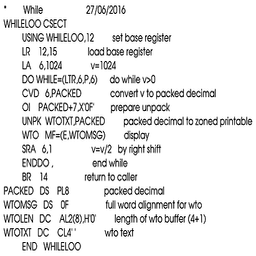 * While 27/06/2016
WHILELOO CSECT
USING WHILELOO,12 set base register
LR 12,15 load base register
LA 6,1024 v=1024
DO WHILE=(LTR,6,P,6) do while v>0
CVD 6,PACKED convert v to packed decimal
OI PACKED+7,X'0F' prepare unpack
UNPK WTOTXT,PACKED packed decimal to zoned printable
WTO MF=(E,WTOMSG) display
SRA 6,1 v=v/2 by right shift
ENDDO , end while
BR 14 return to caller
PACKED DS PL8 packed decimal
WTOMSG DS 0F full word alignment for wto
WTOLEN DC AL2(8),H'0' length of wto buffer (4+1)
WTOTXT DC CL4' ' wto text
END WHILELOO